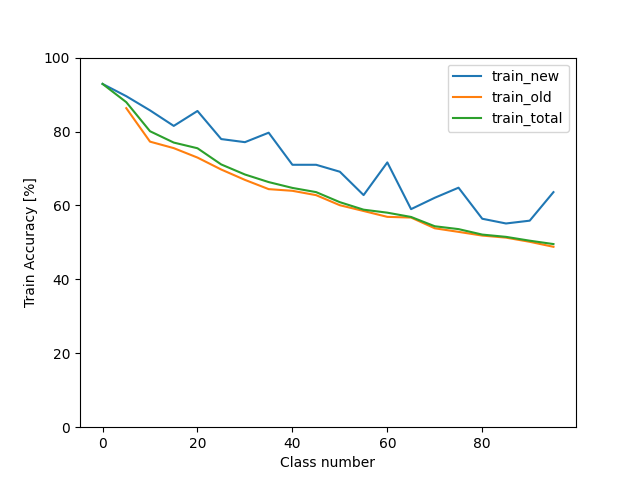 100
80
60
40
20
0
Train Accuracy [%]
train_new
train_old
train_total
0 20 40 60 80
Class number